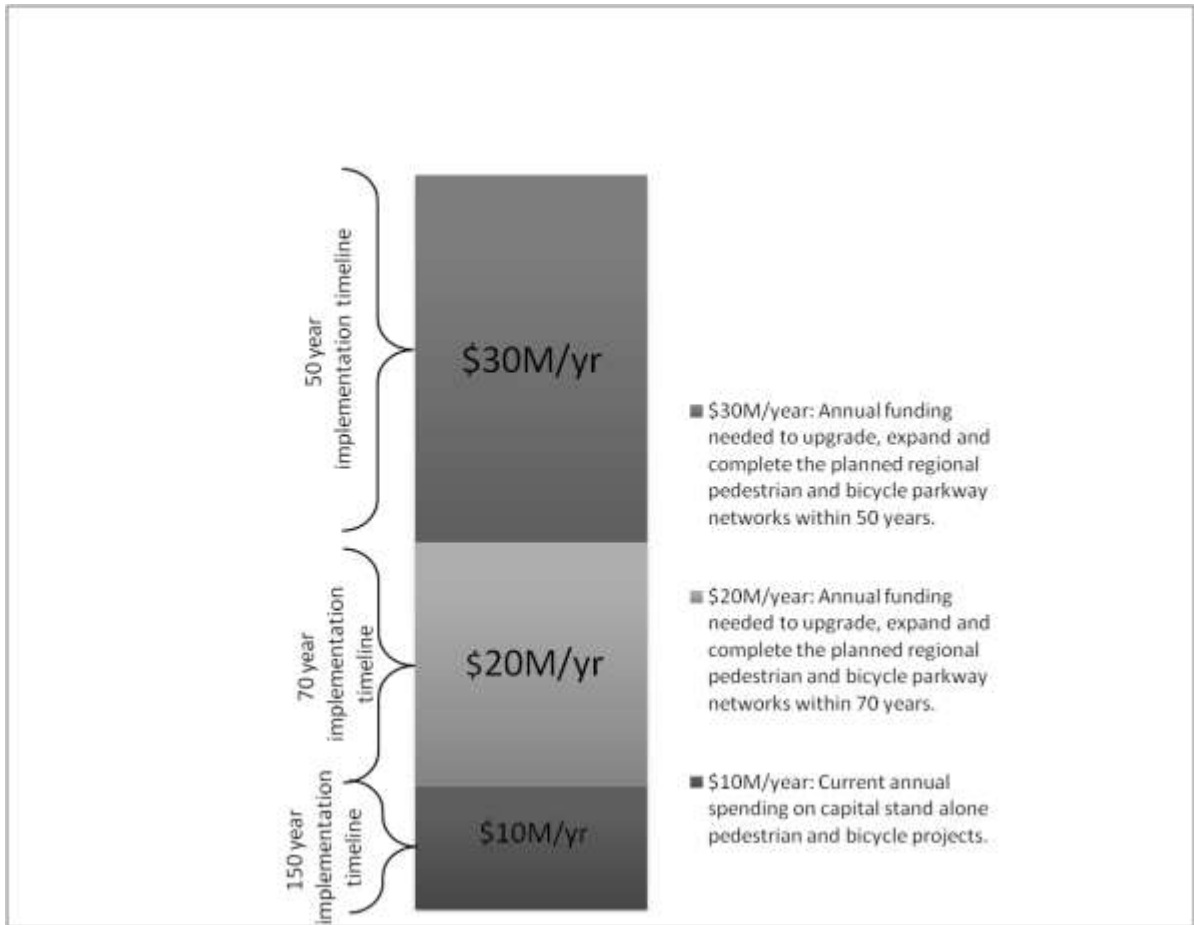 50 year
implementation timeline
$30M/yr
70 year
implementation
timeline
$20M/yr
150 year
implementation
timeline
$10M/yr
$30M/year: Annual funding
needed to upgrade, expand and
complete the planned regional
pedestrian and bicycle parkway
networks within 50 years.
$20M/year: Annual funding
needed to upgrade, expand and
complete the planned regional
pedestrian and bicycle parkway
networks within 70 years.
$10M/year: Current annual
spending on capital stand alone
pedestrian and bicycle projects.